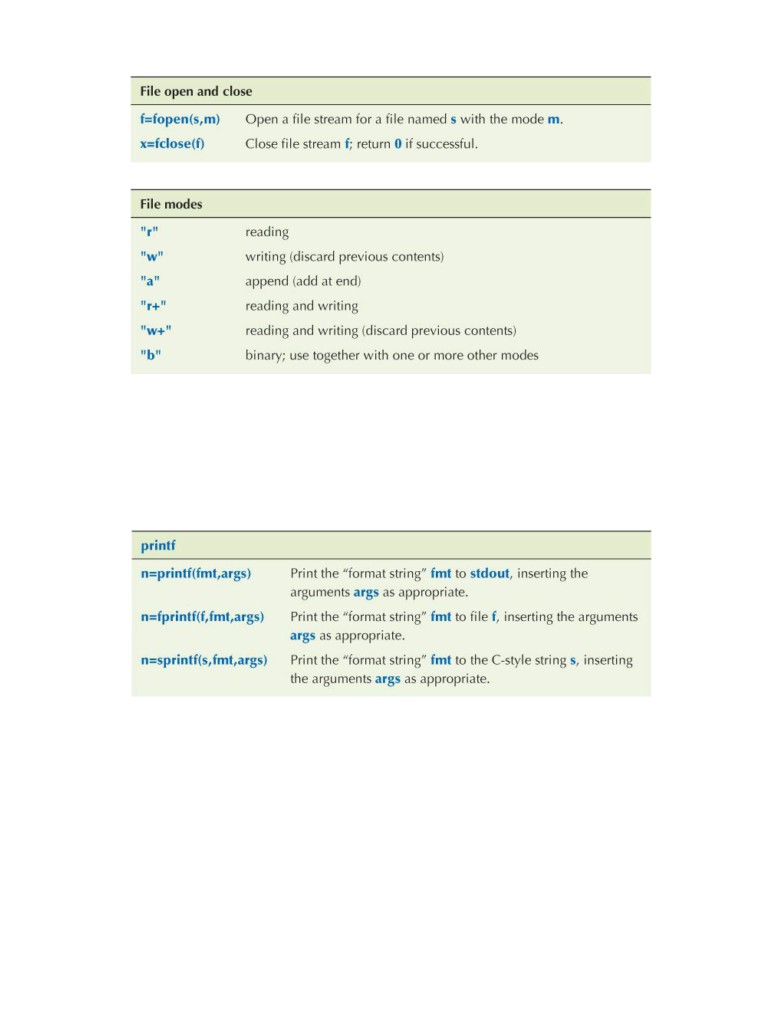 File open and close
f=fopen(s,m) Open a file stream for a file named s with the mode m.
x=fclose(f) Close file stream f; return 0 if successful.
File modes
"r" reading
"w" writing (discard previous contents)
"a" append (add at end)
"r+" reading and writing
"w+" reading and writing (discard previous contents)
"b" binary; use together with one or more other modes
printf
n=printf(fmt,args) Print the “format string” fmt to stdout, inserting the
arguments args as appropriate.
n=fprintf(f,fmt,args) Print the “format string” fmt to file f, inserting the arguments
args as appropriate.
n=sprintf(s,fmt,args) Print the “format string” fmt to the C-style string s, inserting
the arguments args as appropriate.